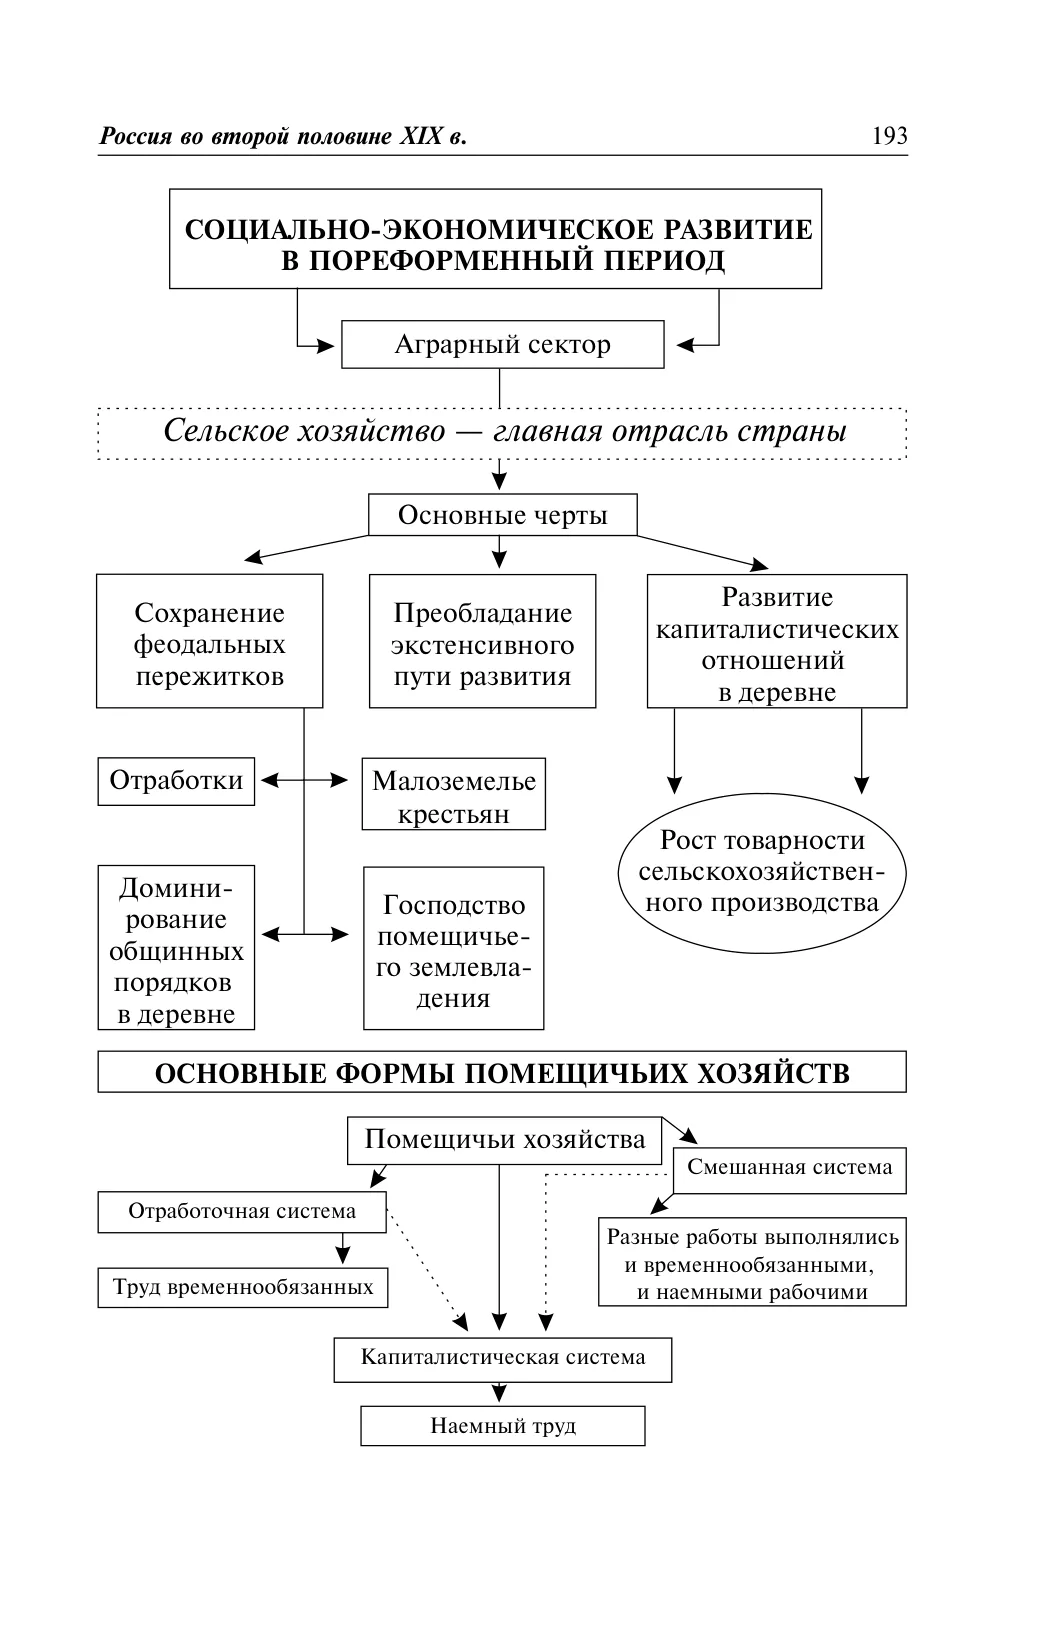 Россия во второй половине XIX в.
193
СОЦИАЛЬНО-ЭКОНОМИЧЕСКОЕ РАЗВИТИЕ
В ПОРЕФОРМЕННЫЙ ПЕРИОД
Аграрный сектор
Сельское хозяйство — главная отрасль страны
Основные черты
Сохранение
феодальных
пережитков
Преобладание
экстенсивного
пути развития
Развитие
капиталистических
отношений
в деревне
Отработки
Малоземелье
крестьян
Рост товарности
сельскохозяйствен-
ного производства
Домини-
рование
общинных
порядков
в деревне
Господство
помещичье-
го землевла-
дения
ОСНОВНЫЕ ФОРМЫ ПОМЕЩИЧЬИХ ХОЗЯЙСТВ
Помещичьи хозяйства
Смешанная система
Отработочная система
Разные работы выполнялись
и временнообязанными,
и наемными рабочими
Труд временнообязанных
Капиталистическая система
Наемный труд